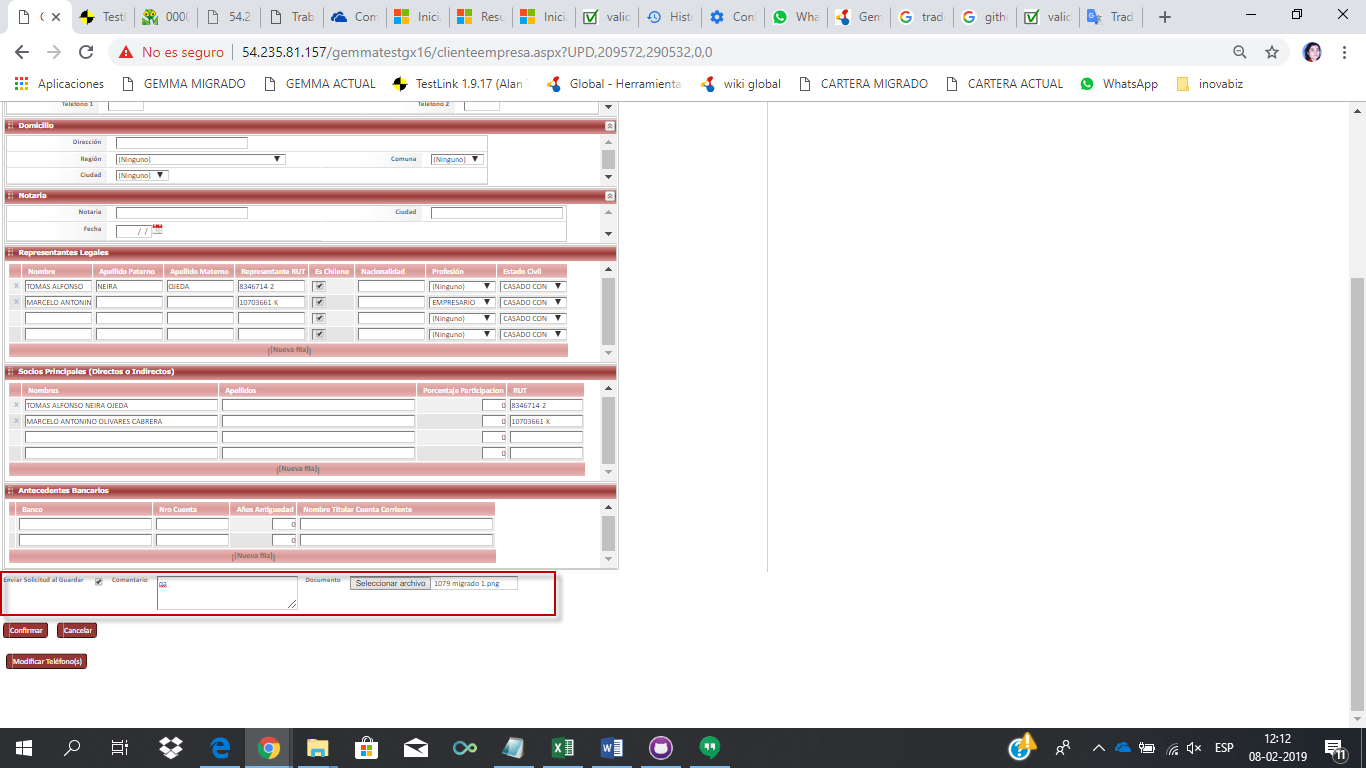 C
Testl
0000
54.2
Trab
Com
Inici
Resu
Inici
valid
Histo
Conf
Wha
Gem
tradu
gith
valid
Trad
No es seguro
54.235.81.157/gemmatestgx16/clienteempresa.aspx?UPD,209572,290532,0,0
Aplicaciones GEMMA MIGRADO GEMMA ACTUAL TestLink 1.9.17 (Alan Global - Herramienta wiki global CARTERA MIGRADO CARTERA ACTUAL WhatsApp inovabiz
Teléfono 1 Teléfono 2
Domicilio
Dirección
Región (Ninguno) Comuna (Ninguno)
Ciudad (Ninguno)
Notaria
Notaria Ciudad
Fecha / /
Representantes Legales
Nombre Apellido Paterno Apellido Materno Representante RUT Es Chileno Nacionalidad Profesión Estado Civil
x TOMAS ALFONSO NEIRA OJEDA 8346714-2 (Ninguno) CASADO CON
x MARCELO ANTONIN 10703661-K EMPRESARIO CASADO CON
(Ninguno) CASADO CON
(Ninguno) CASADO CON
[Nueva fila]
Socios Principales (Directos o Indirectos)
Nombres Apellidos Porcentaje Participacion RUT
x TOMAS ALFONSO NEIRA OJEDA 0 8346714-2
x MARCELO ANTONINO OLIVARES CABRERA 0 10703661-K
0
0
[Nueva fila]
Antecedentes Bancarios
Banco Nro Cuenta Años Antiguedad Nombre Titular Cuenta Corriente
0
0
[Nueva fila]
Enviar Solicitud al Guardar Comentario qa Documento Seleccionar archivo 1079 migrado 1.png
Confirmar Cancelar
Modificar Teléfono(s)
ESP
12:12
08-02-2019
11